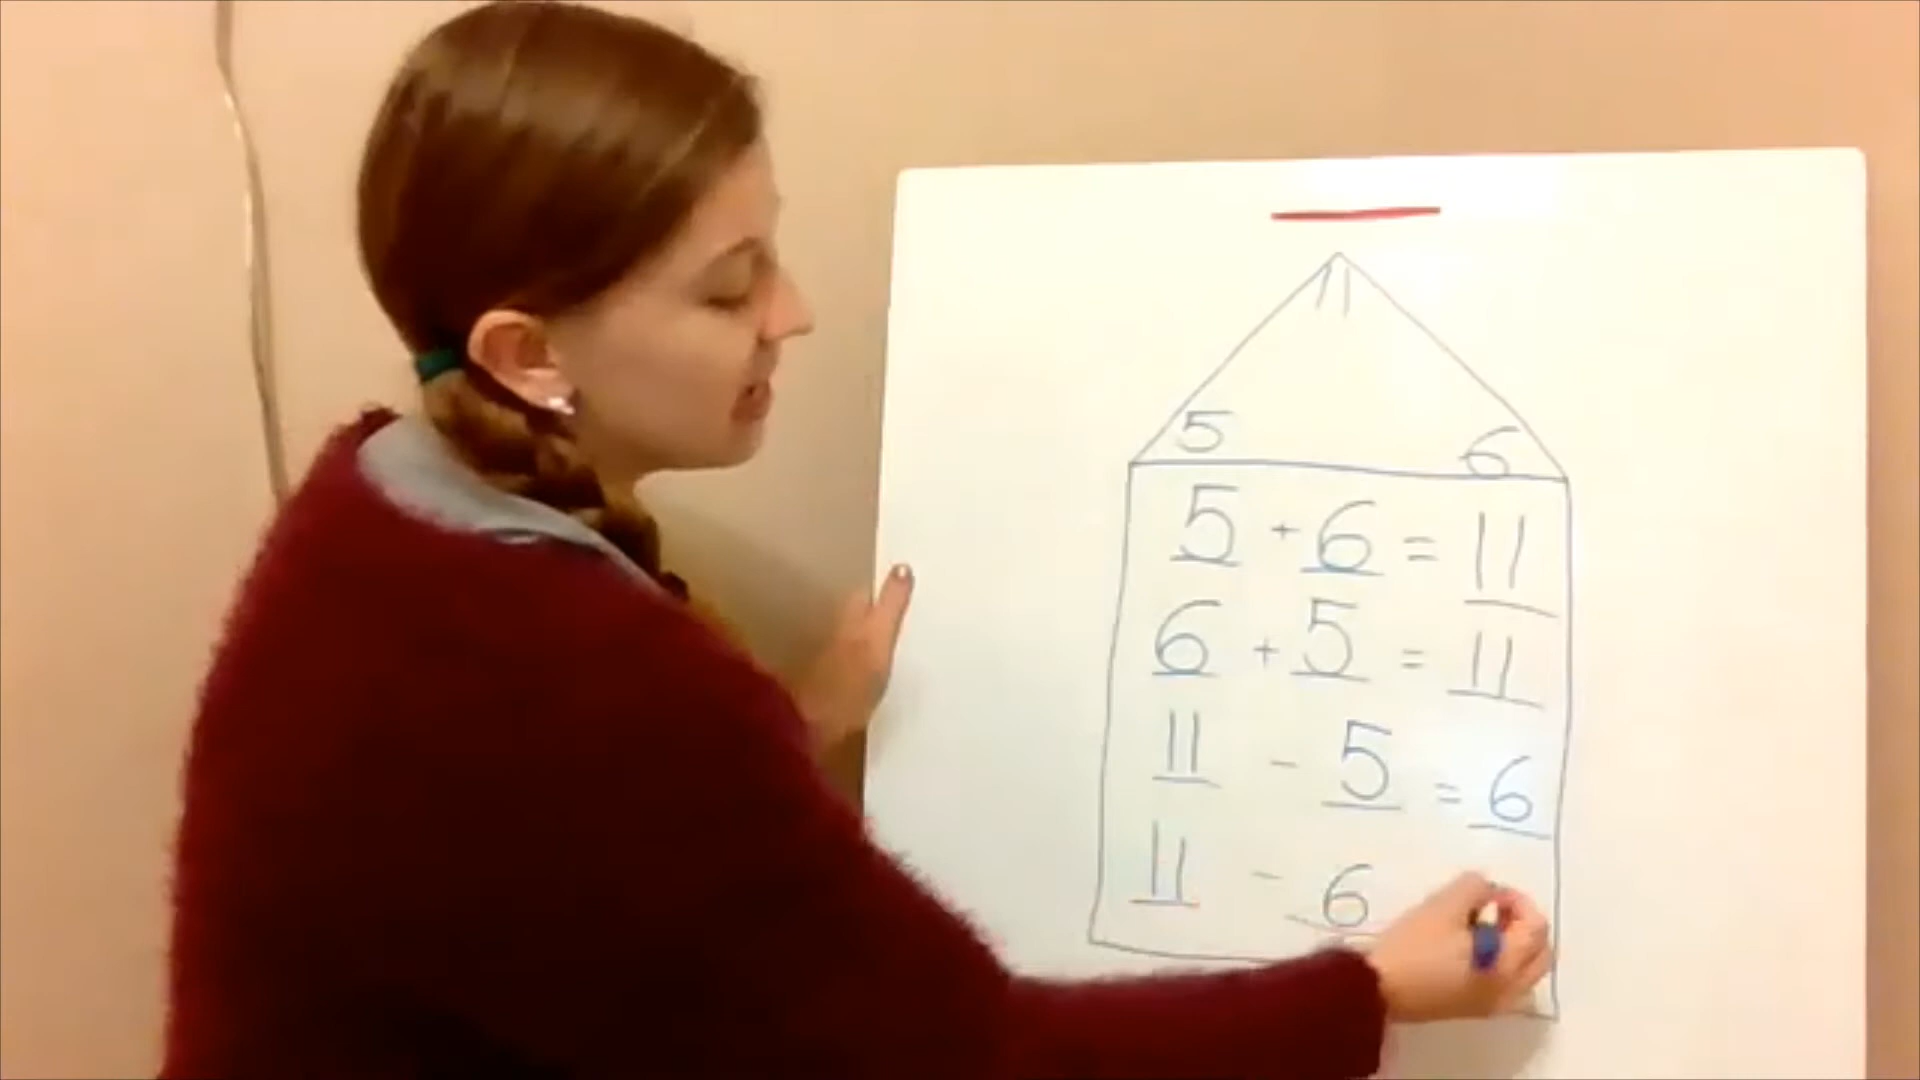 11
5 6
5 + 6 = 11
6 + 5 = 11
11 - 5 = 6
11 - 6